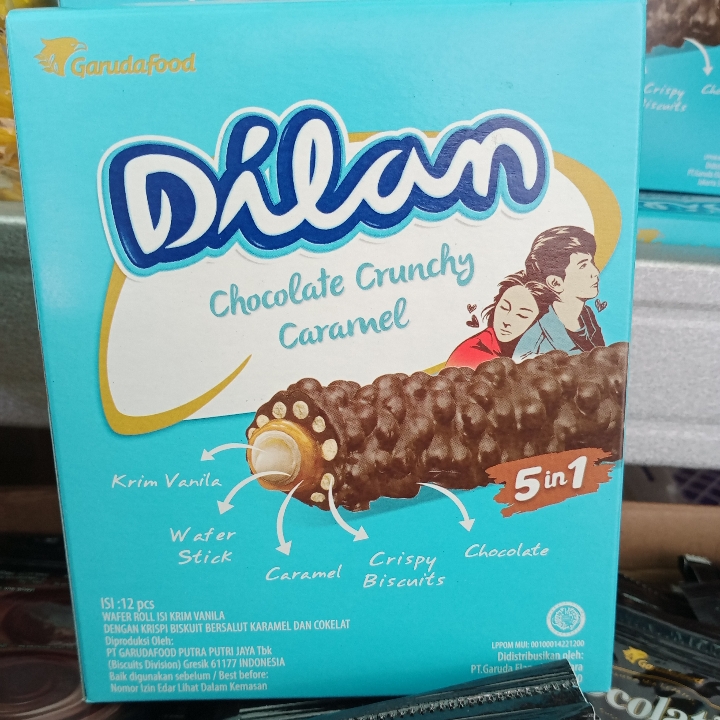 GarudaFood
Dilan
Chocolate Crunchy
Caramel
5 in 1
Krim Vanila
Wafer
Stick
Caramel
Crispy
Biscuits
Chocolate
ISI :12 pcs
WAFER ROLL ISI KRIM VANILA
DENGAN KRISPI BISKUIT BERSALUT KARAMEL DAN COKELAT
Diproduksi Oleh:
PT GARUDAFOOD PUTRA PUTRI JAYA Tbk
(Biscuits Division) Gresik 61177 INDONESIA
Baik digunakan sebelum / Best before:
Nomor Izin Edar Lihat Dalam Kemasan
LPPOM MUI: 00100014221200
Didistribusikan oleh:
PT.Garuda
Crispy